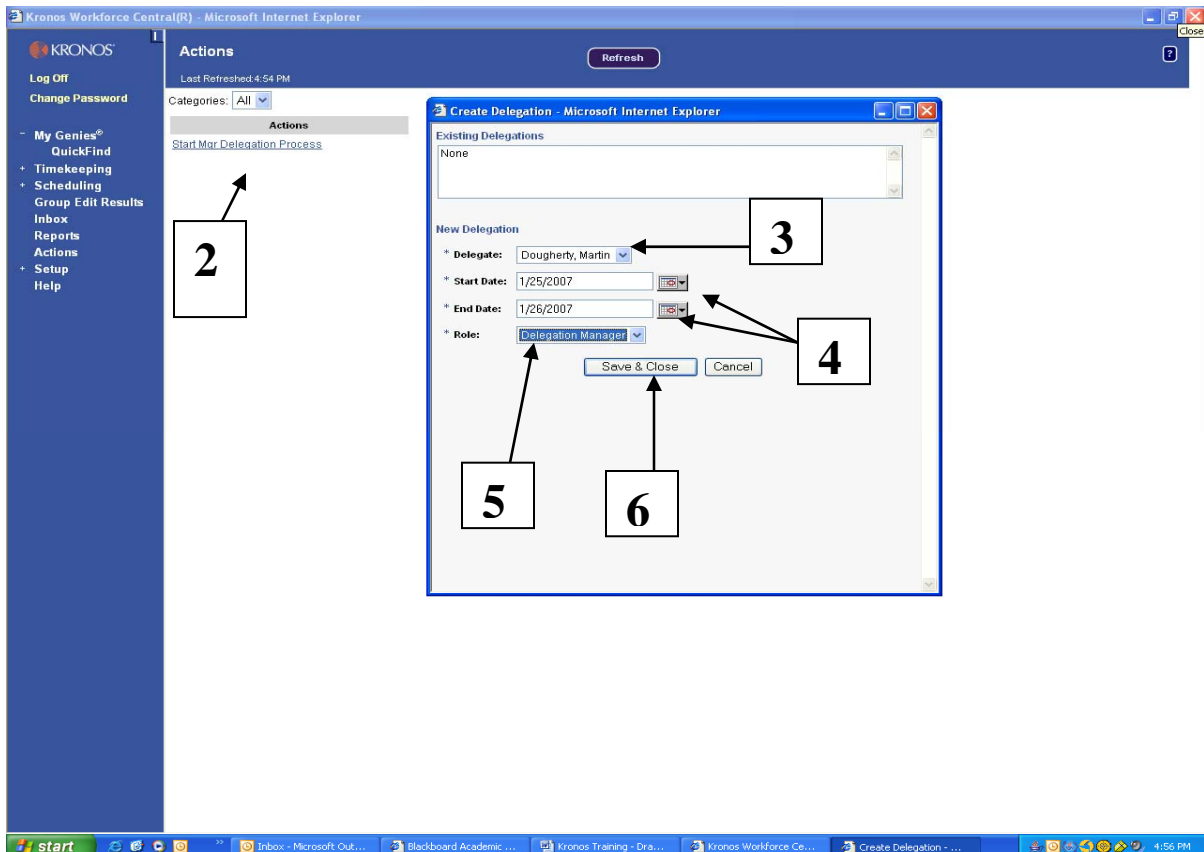 Kronos Workforce Central(R) - Microsoft Internet Explorer
Close
KRONOS
Log Off
Change Password
- My Genies®
QuickFind
+ Timekeeping
+ Scheduling
Group Edit Results
Inbox
Reports
Actions
+ Setup
Help
Actions
Last Refreshed:4:54 PM
Refresh
?
Categories: All
Actions
Start Mgr Delegation Process
2
Create Delegation - Microsoft Internet Explorer
Existing Delegations
None
New Delegation
* Delegate: Dougherty, Martin
* Start Date: 1/25/2007
* End Date: 1/26/2007
* Role: Delegation Manager
Save & Close Cancel
3
4
5
6
start
Inbox - Microsoft Out...
Blackboard Academic ...
Kronos Training - Dra...
Kronos Workforce Ce...
Create Delegation - ...
4:56 PM